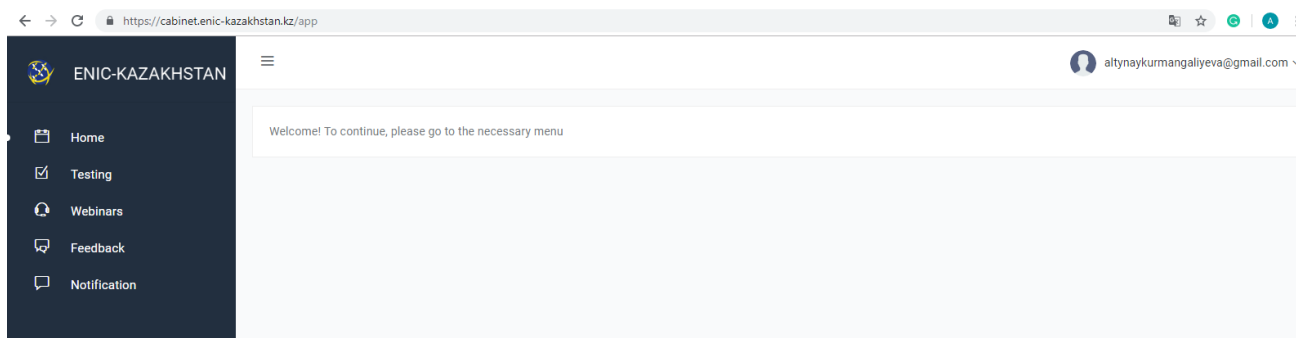 https://cabinet.enic-kazakhstan.kz/app
A
ENIC-KAZAKHSTAN
altynaykurmangaliyeva@gmail.com
Home
Welcome! To continue, please go to the necessary menu
Testing
Webinars
Feedback
Notification